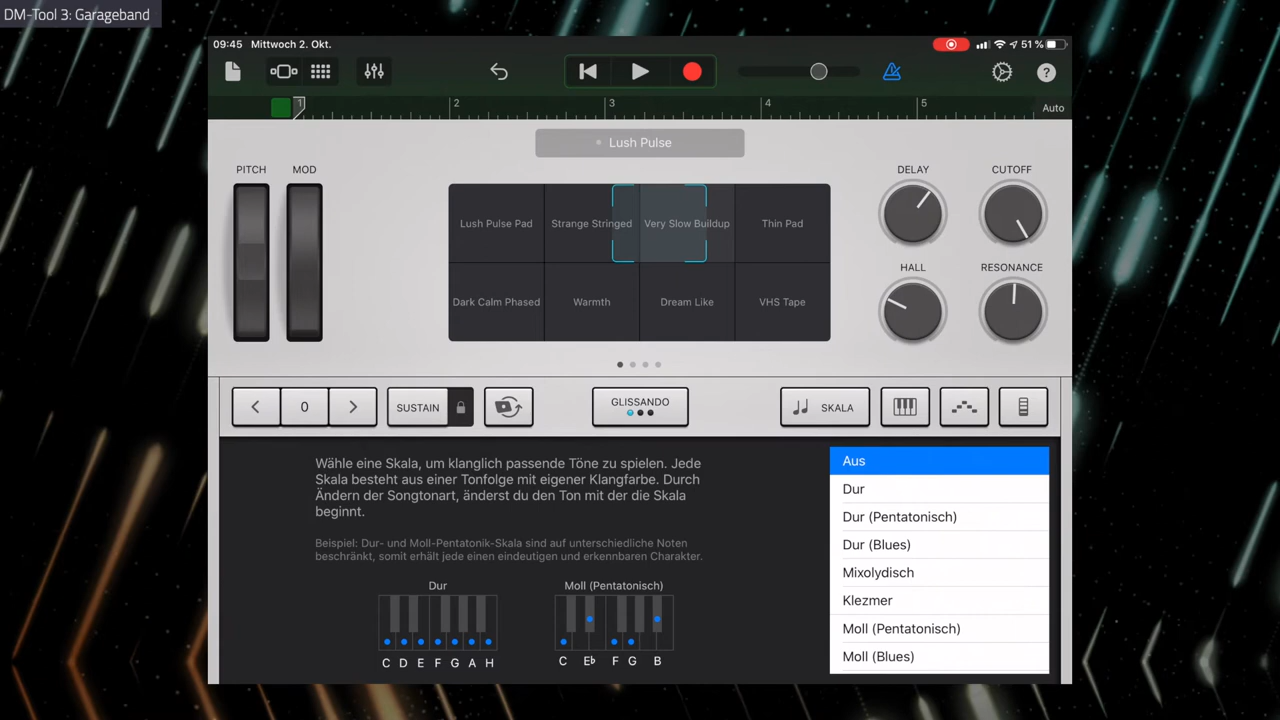 DM-Tool 3: Garageband
09:45 Mittwoch 2. Okt.
51 %
1 2 3 4 5 Auto
Lush Pulse
PITCH MOD
DELAY CUTOFF
Lush Pulse Pad Strange Stringed Very Slow Buildup Thin Pad
HALL RESONANCE
Dark Calm Phased Warmth Dream Like VHS Tape
0 SUSTAIN GLISSANDO SKALA
Wähle eine Skala, um klanglich passende Töne zu spielen. Jede
Skala besteht aus einer Tonfolge mit eigener Klangfarbe. Durch
Ändern der Songtonart, änderst du den Ton mit der die Skala
beginnt.
Beispiel: Dur- und Moll-Pentatonik-Skala sind auf unterschiedliche Noten
beschränkt, somit erhält jede einen eindeutigen und erkennbaren Charakter.
Dur Moll (Pentatonisch)
C D E F G A H C E♭ F G B
Aus
Dur
Dur (Pentatonisch)
Dur (Blues)
Mixolydisch
Klezmer
Moll (Pentatonisch)
Moll (Blues)